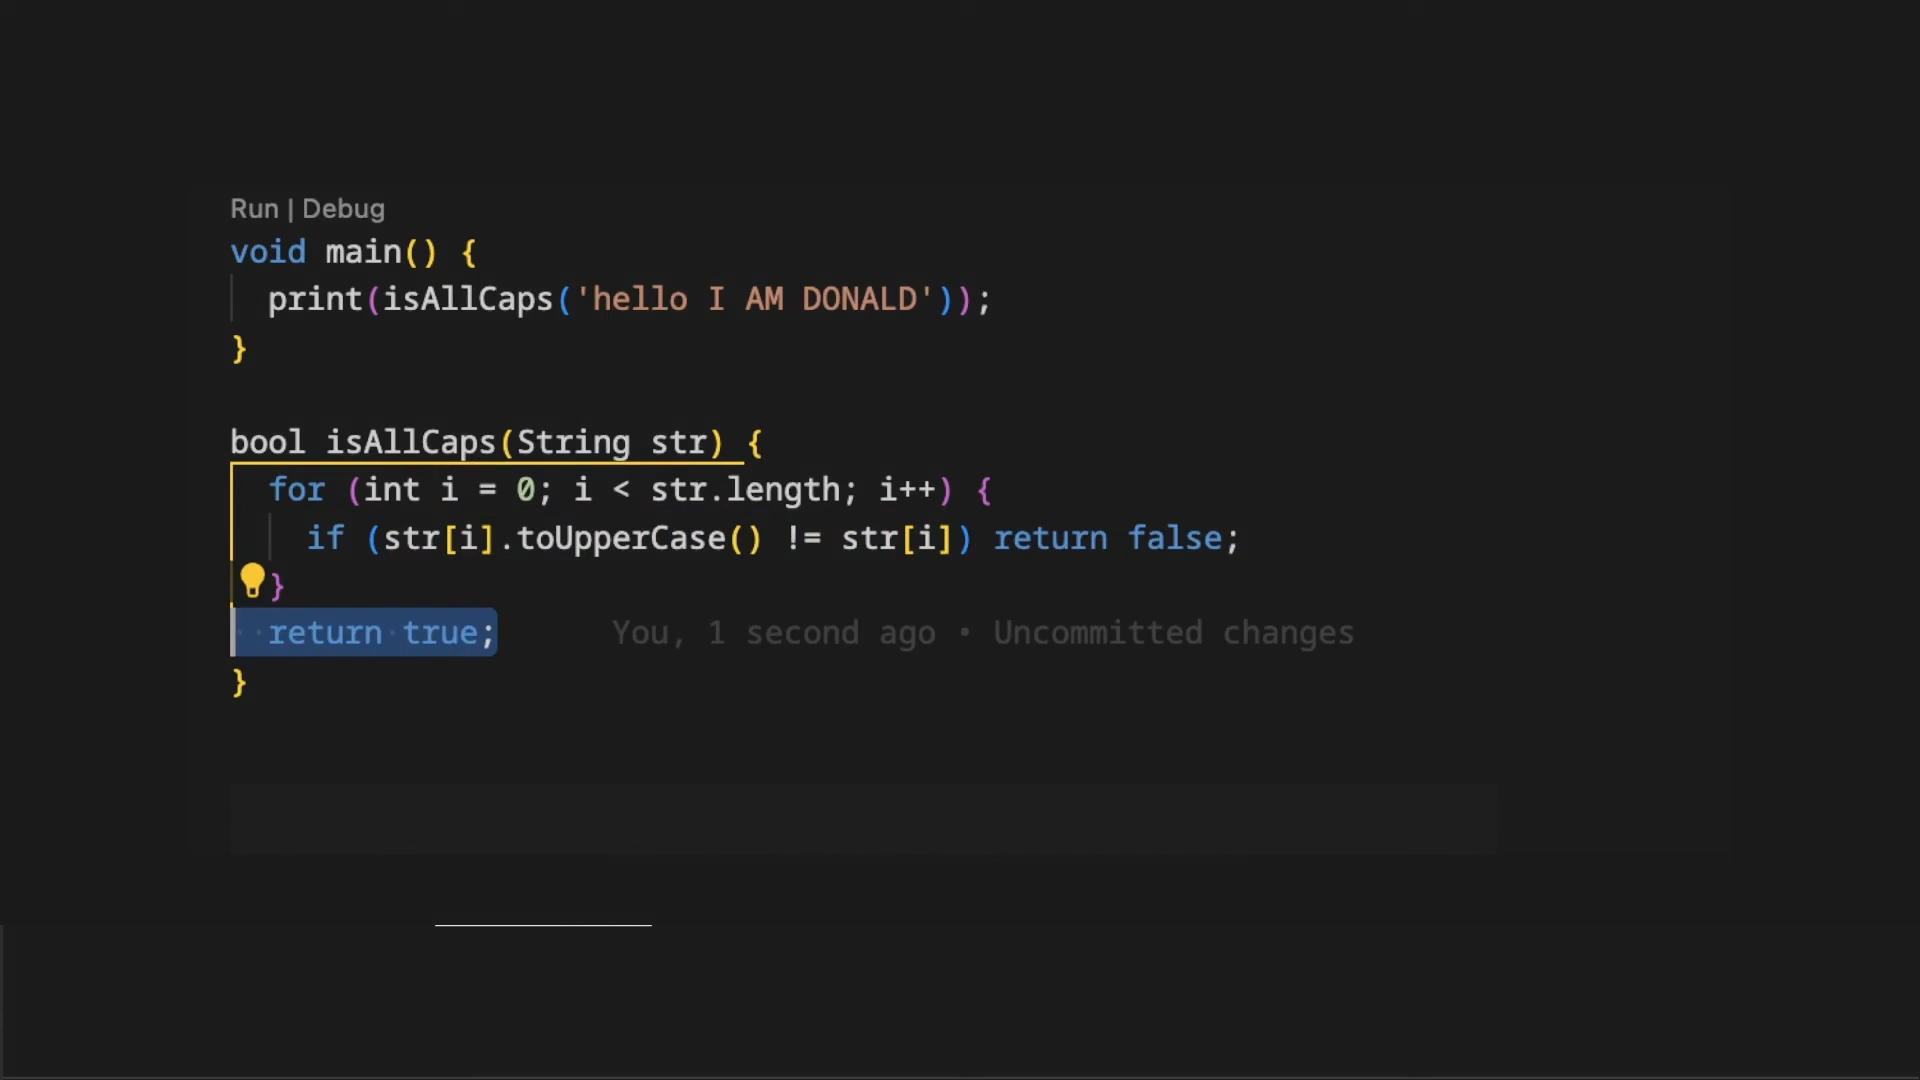 Run | Debug
void main() {
  print(isAllCaps('hello I AM DONALD'));
}
bool isAllCaps(String str) {
  for (int i = 0; i < str.length; i++) {
    if (str[i].toUpperCase() != str[i]) return false;
  }
  return true; You, 1 second ago • Uncommitted changes
}